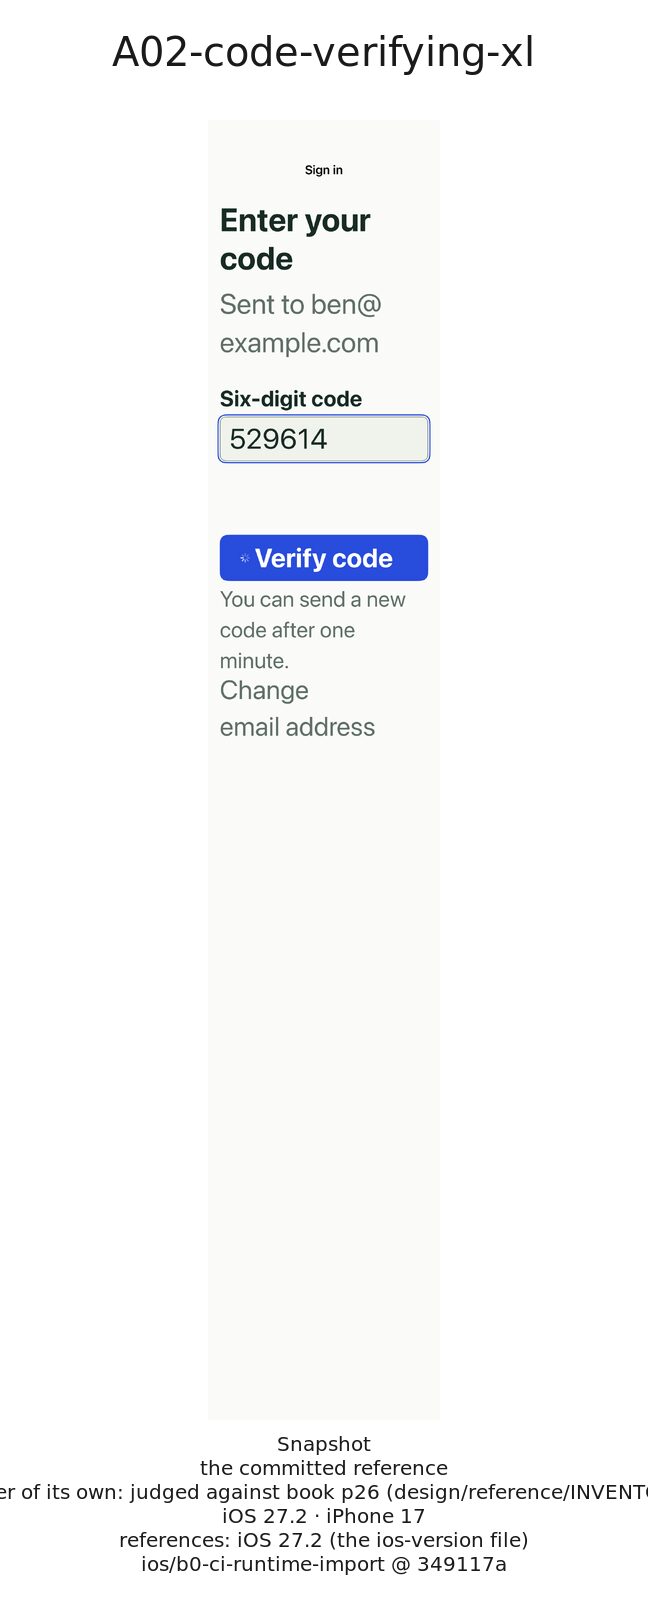 A02-code-verifying-xl
Sign in
Enter your
code
Sent to ben@
example.com
Six-digit code
529614
Verify code
You can send a new
code after one
minute.
Change
email address
Snapshot
the committed reference
of its own: judged against book p26 (design/reference/
iOS 27.2 · iPhone 17
references: iOS 27.2 (the ios-version file)
ios/b0-ci-runtime-import @ 349117a